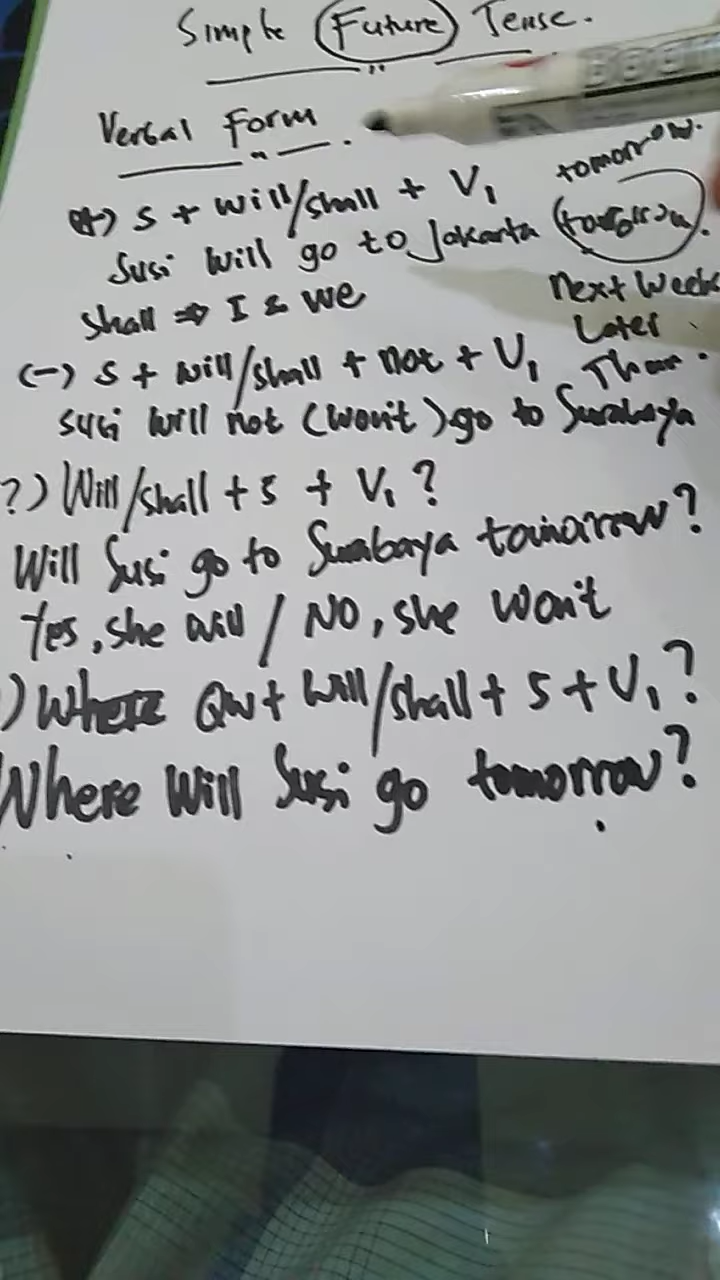 Simple Future Tense.
Verbal Form
(+) S + will/shall + V1
tomorrow.
Susi will go to Jakarta (tomorrow).
Shall ⇒ I & we
Next Week
Later
(-) S + will/shall + not + V1
Susi will not (won't) go to Surabaya
?) Will/shall + S + V1 ?
Will Susi go to Surabaya tomorrow?
Yes, she will / No, she won't
) Where Qw + will/shall + S + V1 ?
Where will Susi go tomorrow?